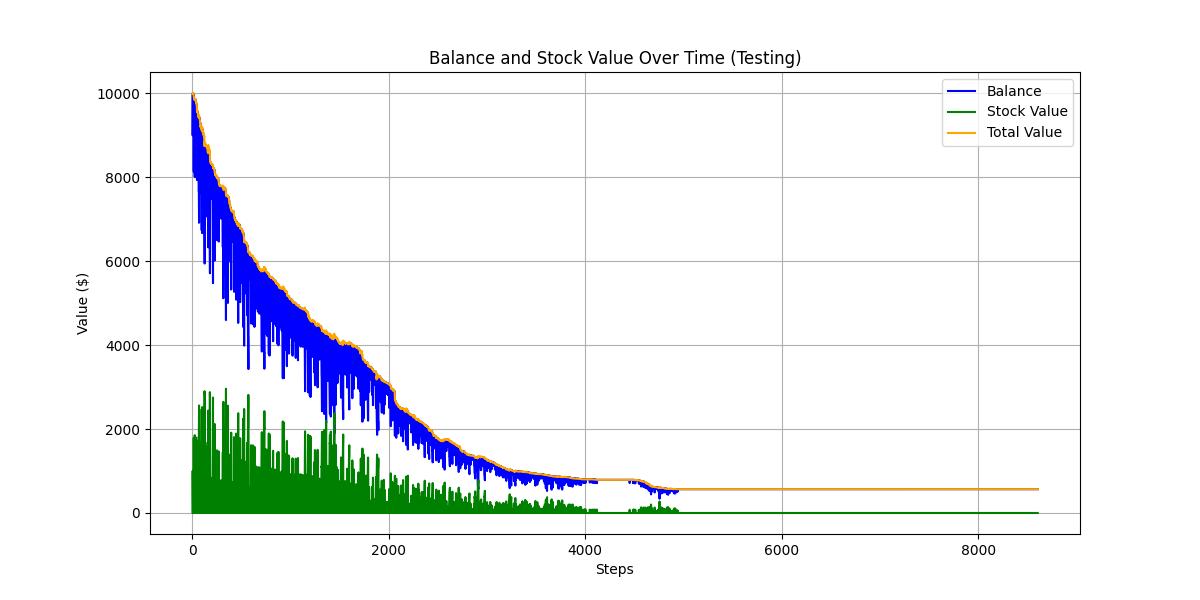 Balance and Stock Value Over Time (Testing)
Balance
Stock Value
Total Value
Value ($)
10000
8000
6000
4000
2000
0
0 2000 4000 6000 8000
Steps